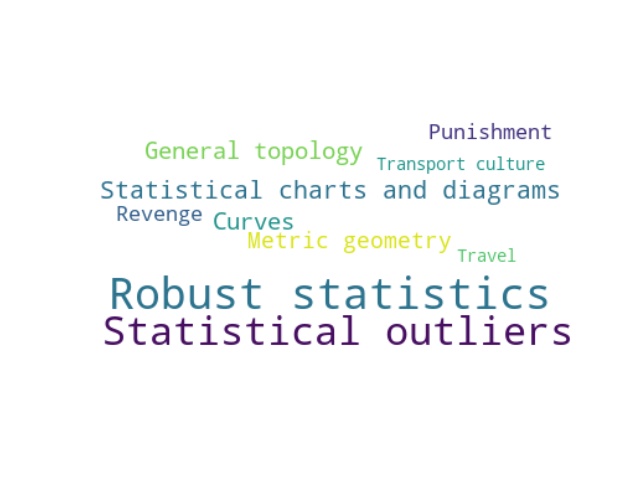 Punishment
General topology
Transport culture
Statistical charts and diagrams
Revenge
Curves
Metric geometry
Travel
Robust statistics
Statistical outliers